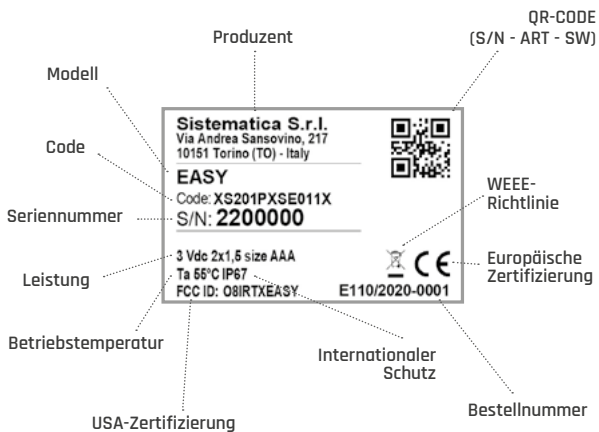 QR-CODE
(S/N - ART - SW)
Produzent
Modell
Sistematica S.r.l.
Via Andrea Sansovino, 217
10151 Torino (TO) - Italy
Code
EASY
WEEE-
Richtlinie
Code: XS201PXSE011X
Seriennummer
S/N: 2200000
3 Vdc 2x1,5 size AAA
CE
Europäische
Zertifizierung
Leistung
Ta 55°C IP67
FCC ID: O8IRTXEASY
E110/2020-0001
Betriebstemperatur
Internationaler
Schutz
USA-Zertifizierung
Bestellnummer